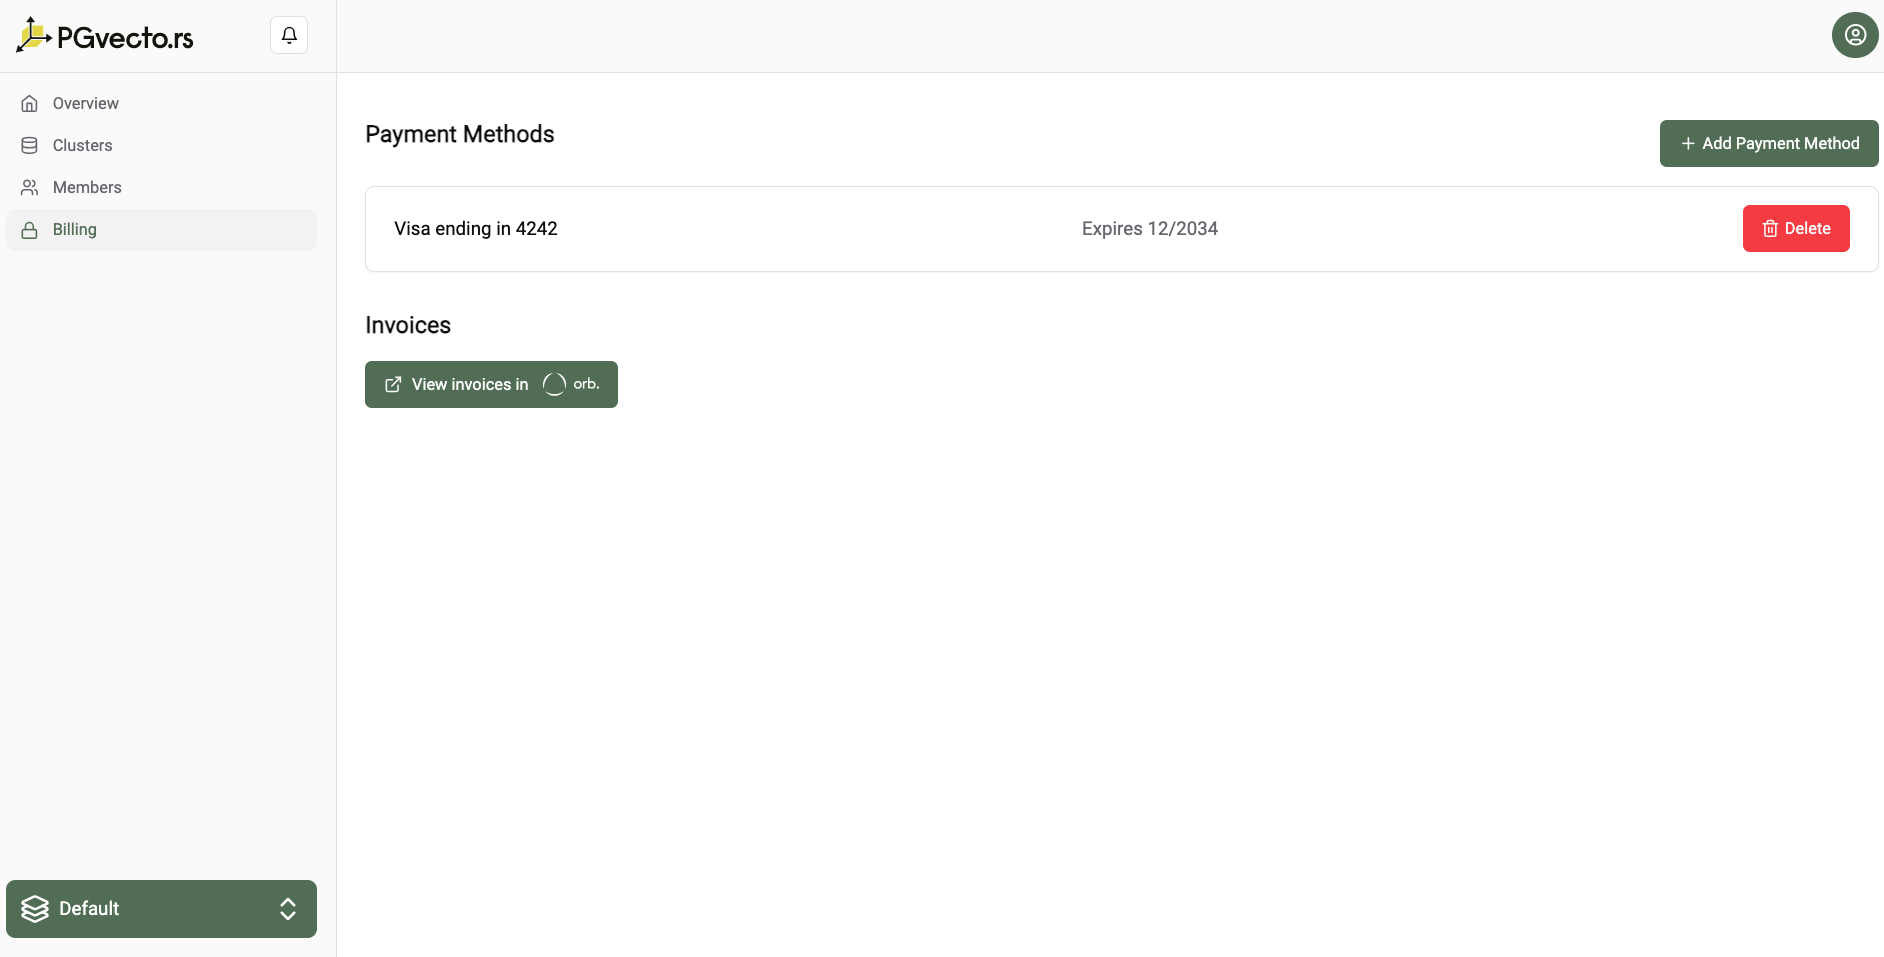 PGvecto.rs
Overview
Clusters
Members
Billing
Default
Payment Methods
Add Payment Method
Visa ending in 4242
Expires 12/2034
Delete
Invoices
View invoices in orb.